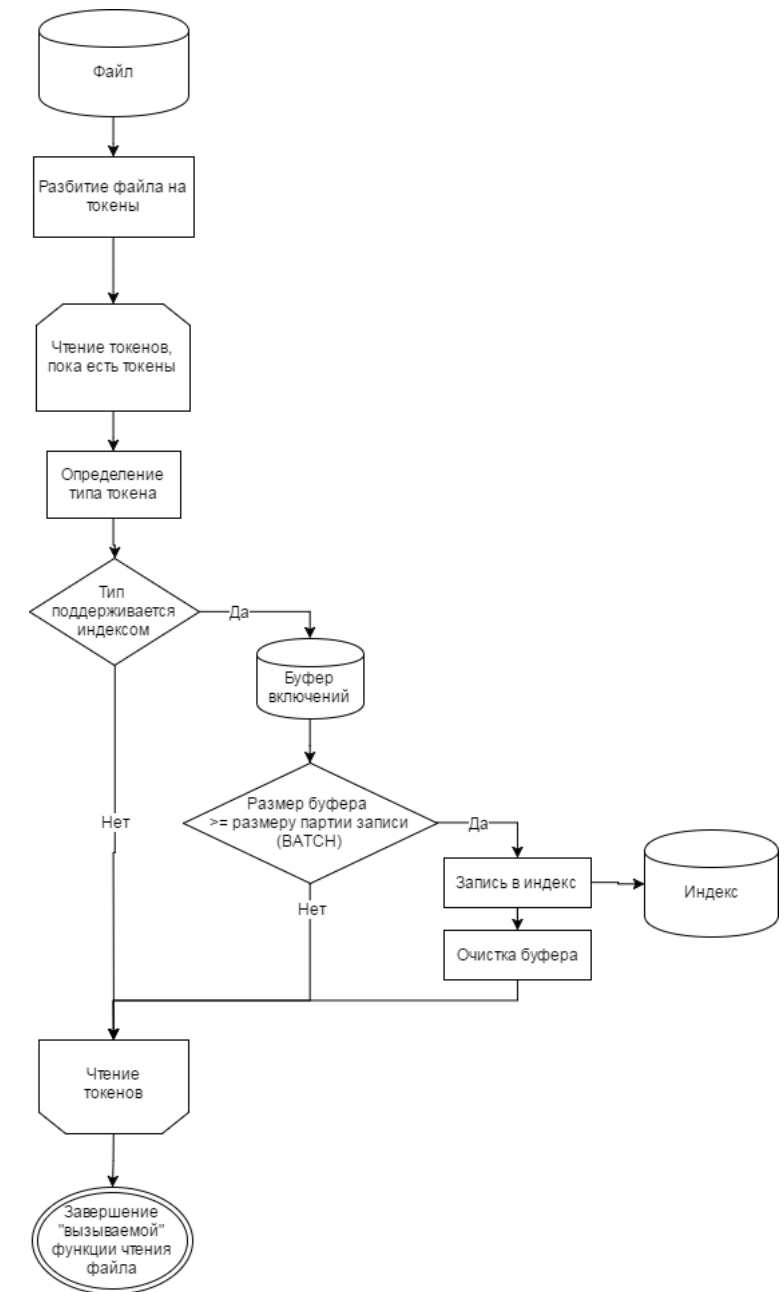 Файл
Разбитие файла на
токены
Чтение токенов,
пока есть токены
Определение
типа токена
Тип
поддерживается
индексом
Да
Буфер
включений
Размер буфера
>= размеру партии записи
(BATCH)
Да
Нет
Запись в индекс
Индекс
Нет
Очистка буфера
Чтение
токенов
Завершение
"вызываемой"
функции чтения
файла